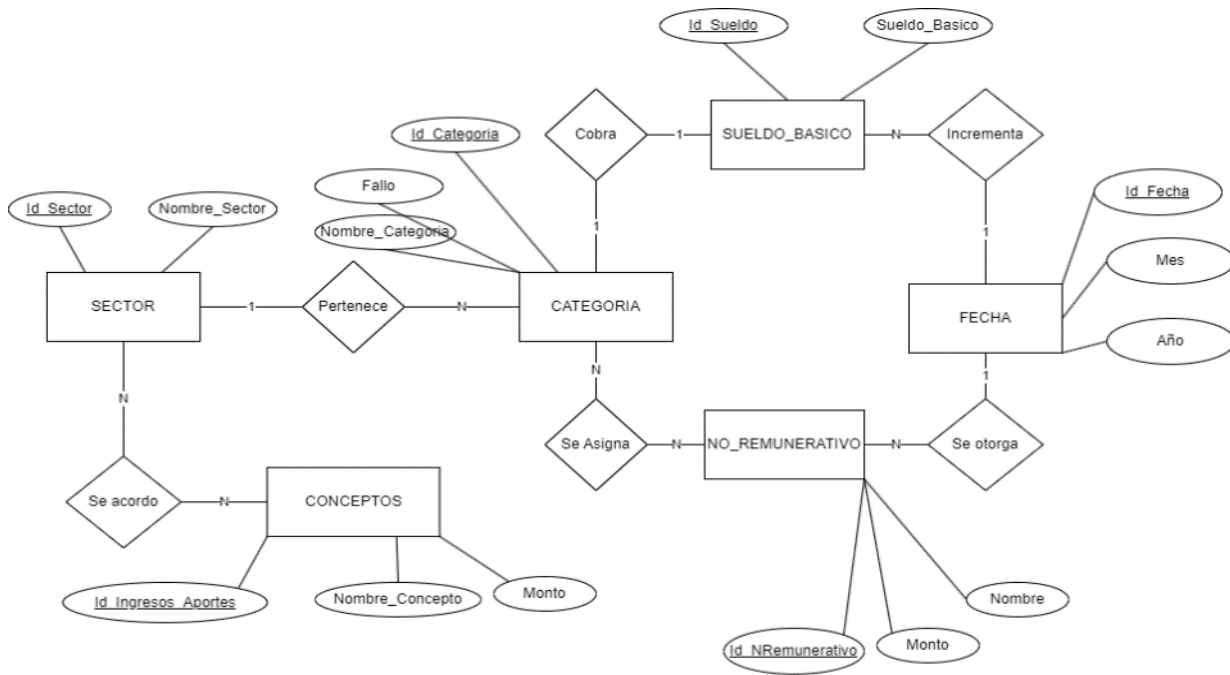 Id_Sueldo
Sueldo_Basico
Id_Categoria
Cobra
1
SUELDO_BASICO
N
Incrementa
Fallo
Id_Fecha
Id_Sector
Nombre_Sector
Nombre_Categoria
1
1
Mes
SECTOR
1
Pertenece
N
CATEGORIA
FECHA
Año
N
N
1
Se Asigna
N
NO_REMUNERATIVO
N
Se otorga
Se acordo
N
CONCEPTOS
Id_Ingresos_Aportes
Nombre_Concepto
Monto
Nombre
Id_NRemunerativo
Monto